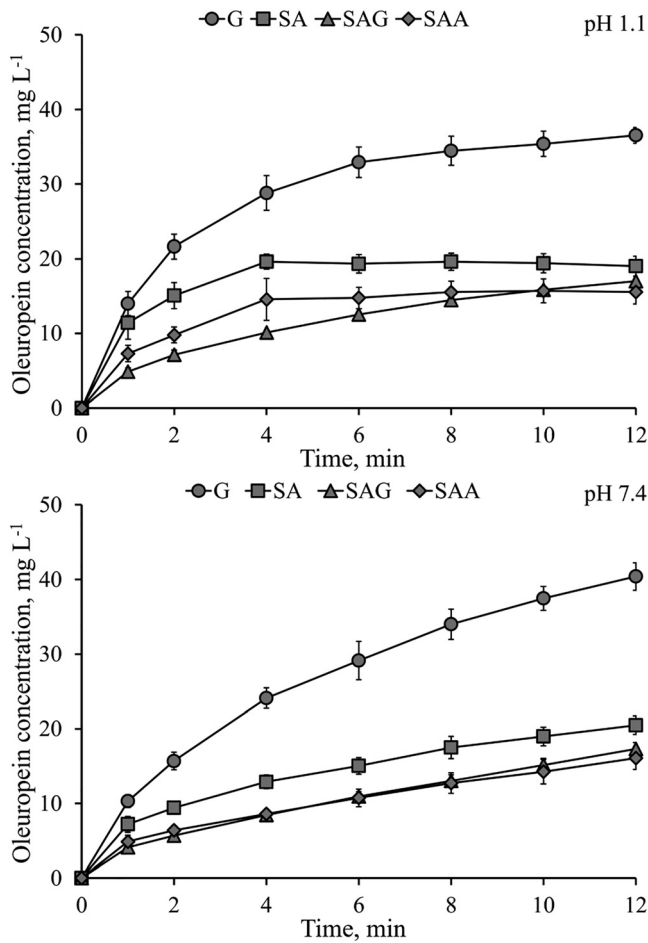 G SA SAG SAA
pH 1.1
50
40
30
20
10
0
Oleuropein concentration, mg L-1
0 2 4 6 8 10 12
Time, min
G SA SAG SAA
pH 7.4
50
40
30
20
10
0
Oleuropein concentration, mg L-1
0 2 4 6 8 10 12
Time, min